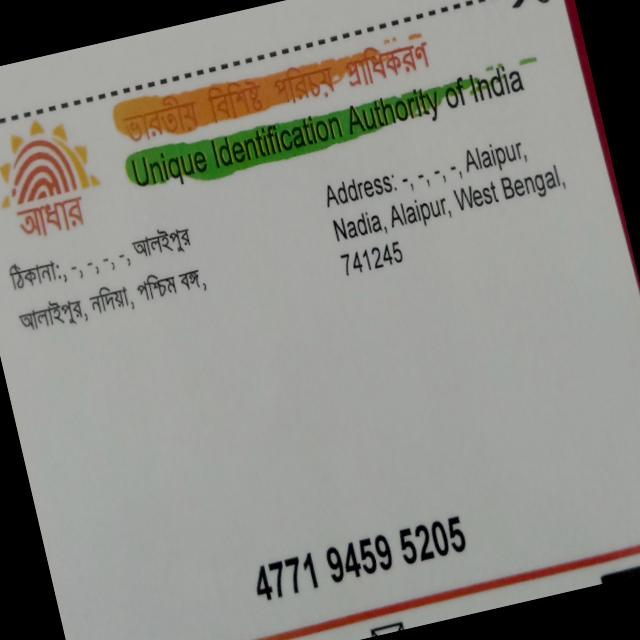 ভারতীয় বিশিষ্ট পরিচয় প্রাধিকরণ
Unique Identification Authority of India
আধার
ঠিকানা:, -, -, -, -, আলাইপুর
আলাইপুর, নদিয়া, পশ্চিম বঙ্গ,
Address: -, -, - , -, Alaipur,
Nadia, Alaipur, West Bengal,
741245
4771 9459 5205